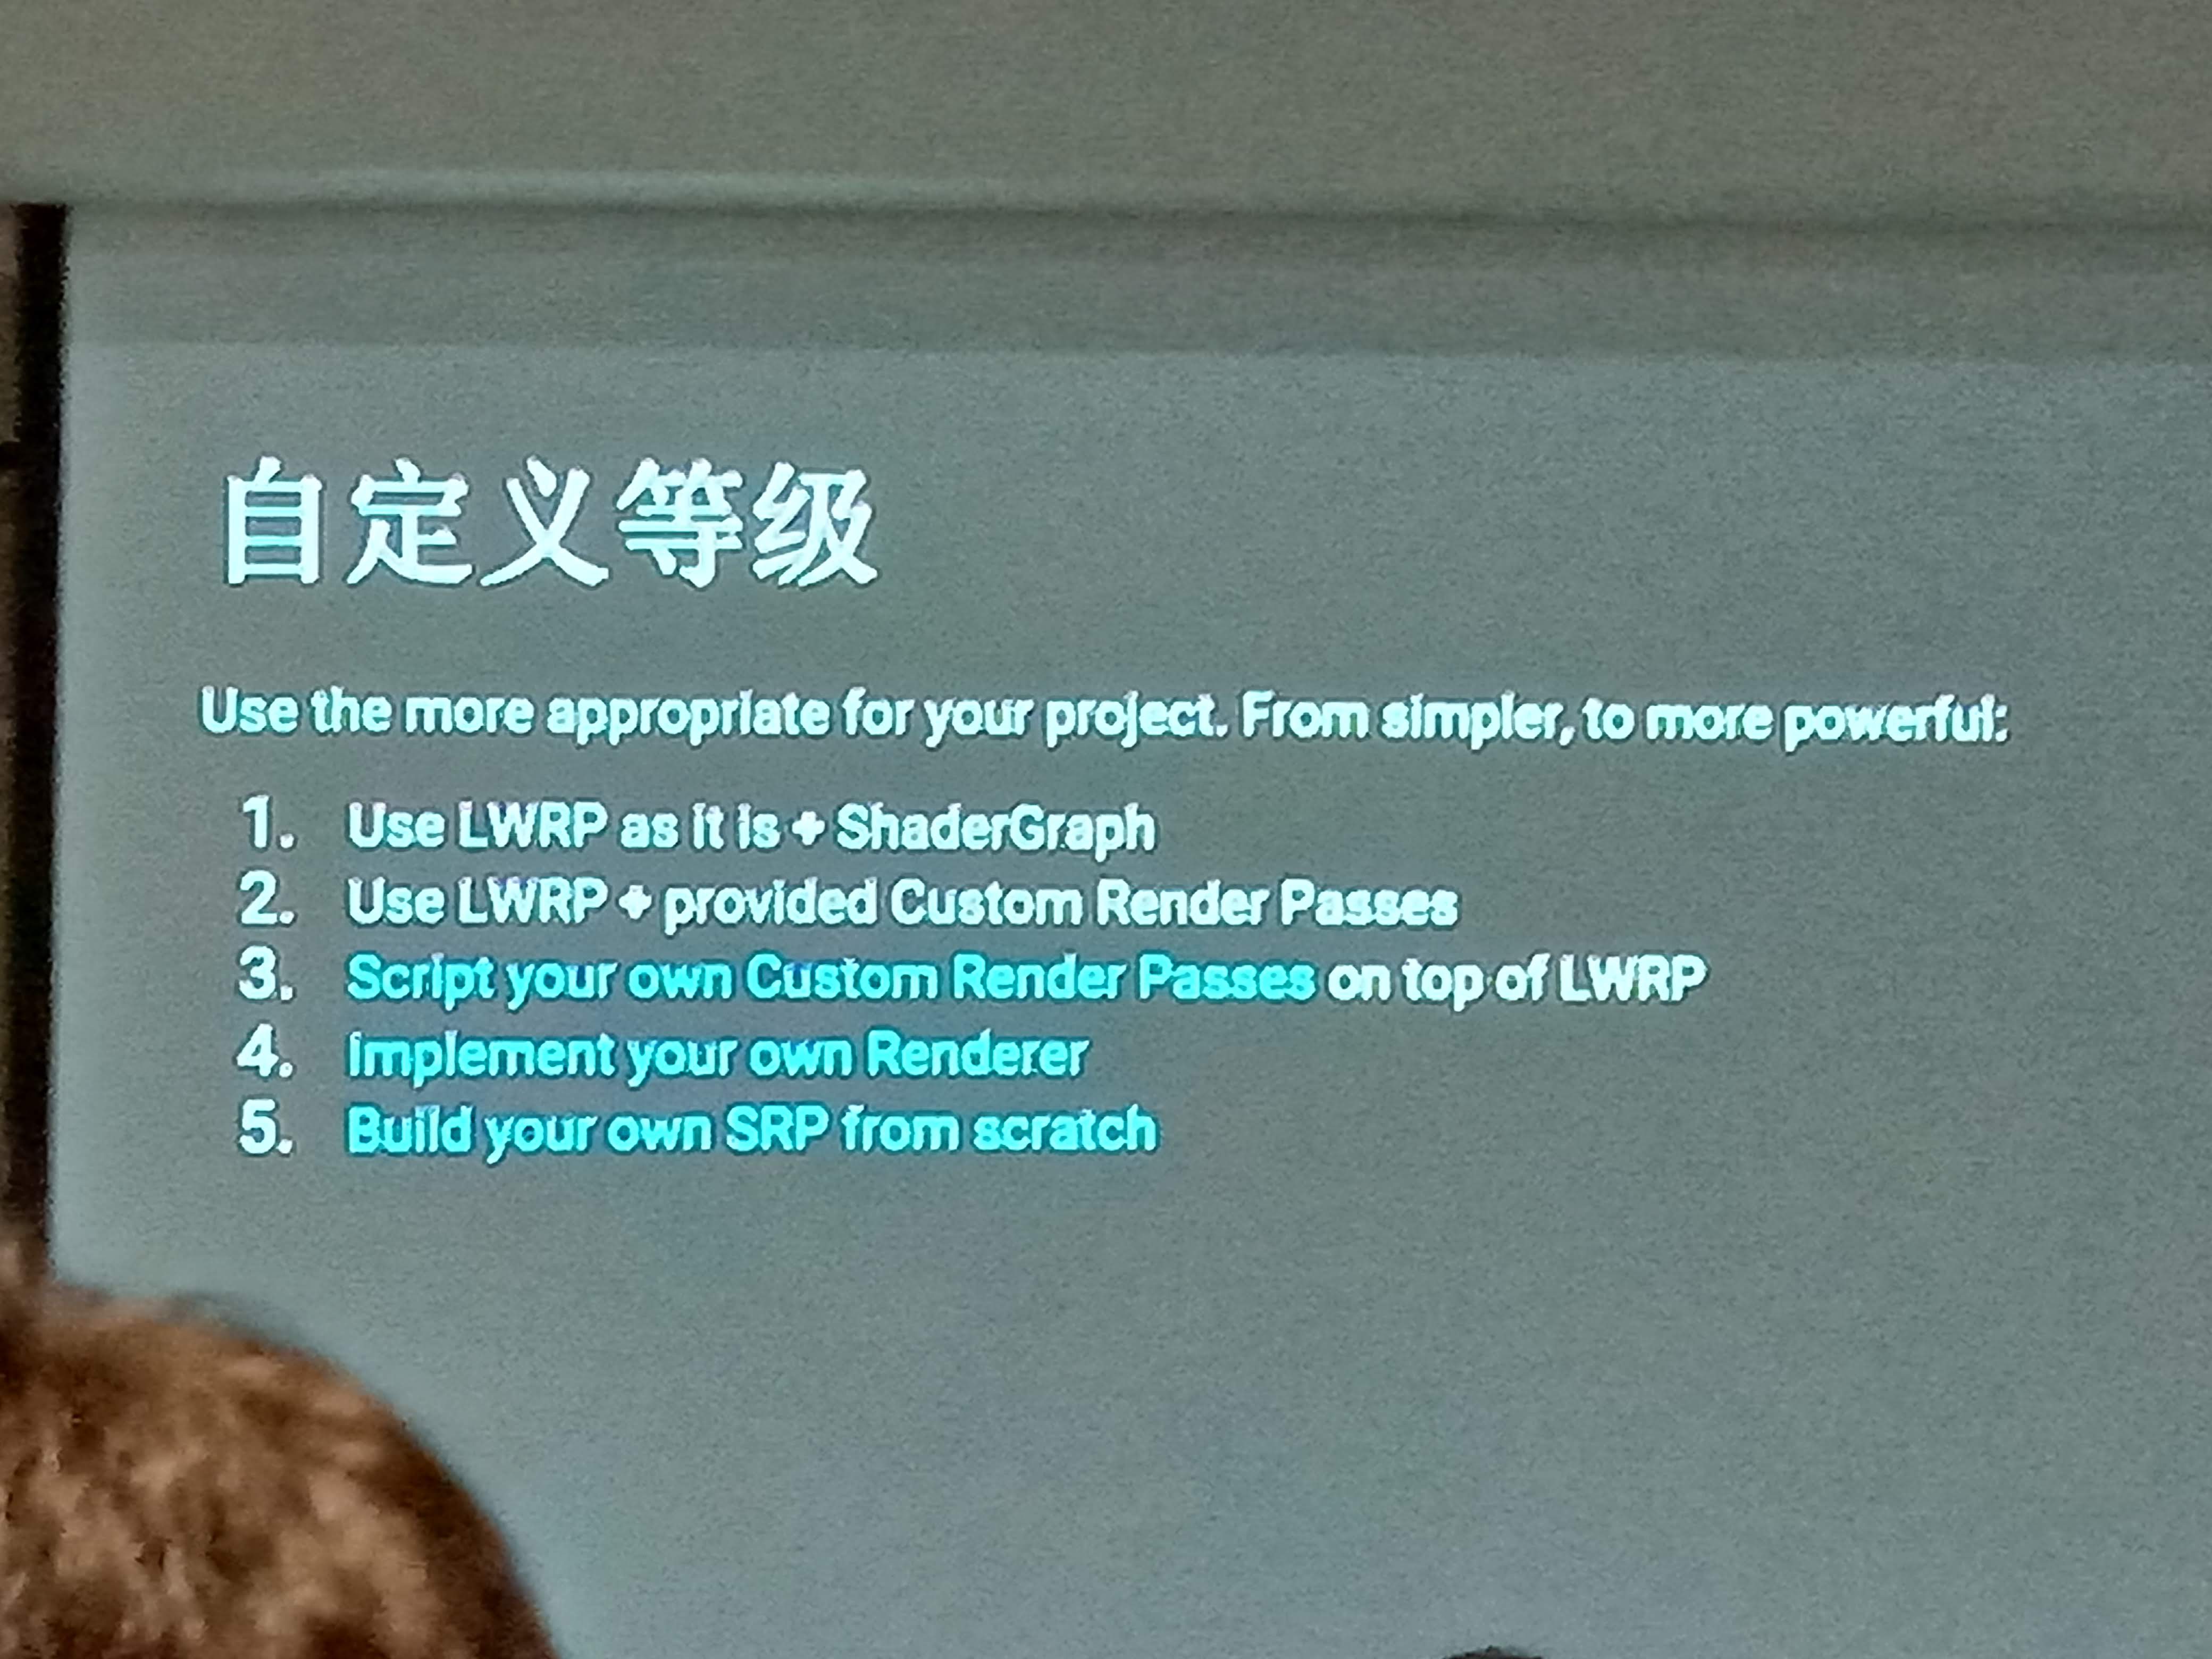 自定义等级
Use the more appropriate for your project. From simpler, to more powerful:
1. Use LWRP as it is + ShaderGraph
2. Use LWRP + provided Custom Render Passes
3. Script your own Custom Render Passes on top of LWRP
4. Implement your own Renderer
5. Build your own SRP from scratch